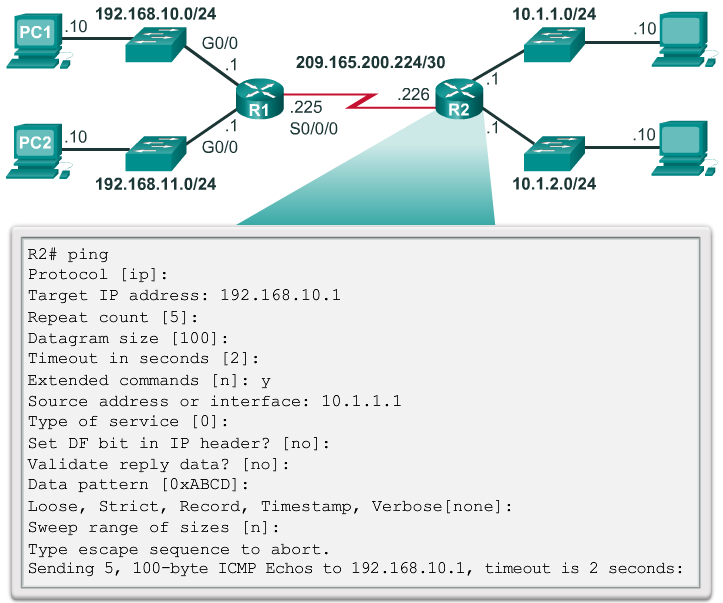 192.168.10.0/24
10.1.1.0/24
PC1
.10
G0/0
.10
.1
209.165.200.224/30
.1
.225
.226
R1
R2
S0/0/0
.1
.1
PC2
.10
G0/0
.10
192.168.11.0/24
10.1.2.0/24
R2# ping
Protocol [ip]:
Target IP address: 192.168.10.1
Repeat count [5]:
Datagram size [100]:
Timeout in seconds [2]:
Extended commands [n]: y
Source address or interface: 10.1.1.1
Type of service [0]:
Set DF bit in IP header? [no]:
Validate reply data? [no]:
Data pattern [0xABCD]:
Loose, Strict, Record, Timestamp, Verbose[none]:
Sweep range of sizes [n]:
Type escape sequence to abort.
Sending 5, 100-byte ICMP Echos to 192.168.10.1, timeout is 2 seconds: